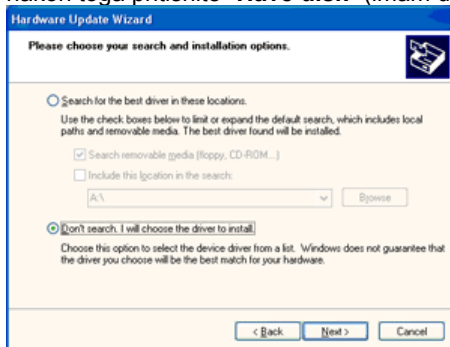 Hardware Update Wizard
Please choose your search and installation options.
Search for the best driver in these locations.
Use the check boxes below to limit or expand the default search, which includes local
paths and removable media. The best driver found will be installed.
Search removable media (floppy, CD-ROM...)
Include this location in the search:
A:\
Browse
Don't search. I will choose the driver to install.
Choose this option to select the device driver from a list. Windows does not guarantee that
the driver you choose will be the best match for your hardware.
< Back Next > Cancel